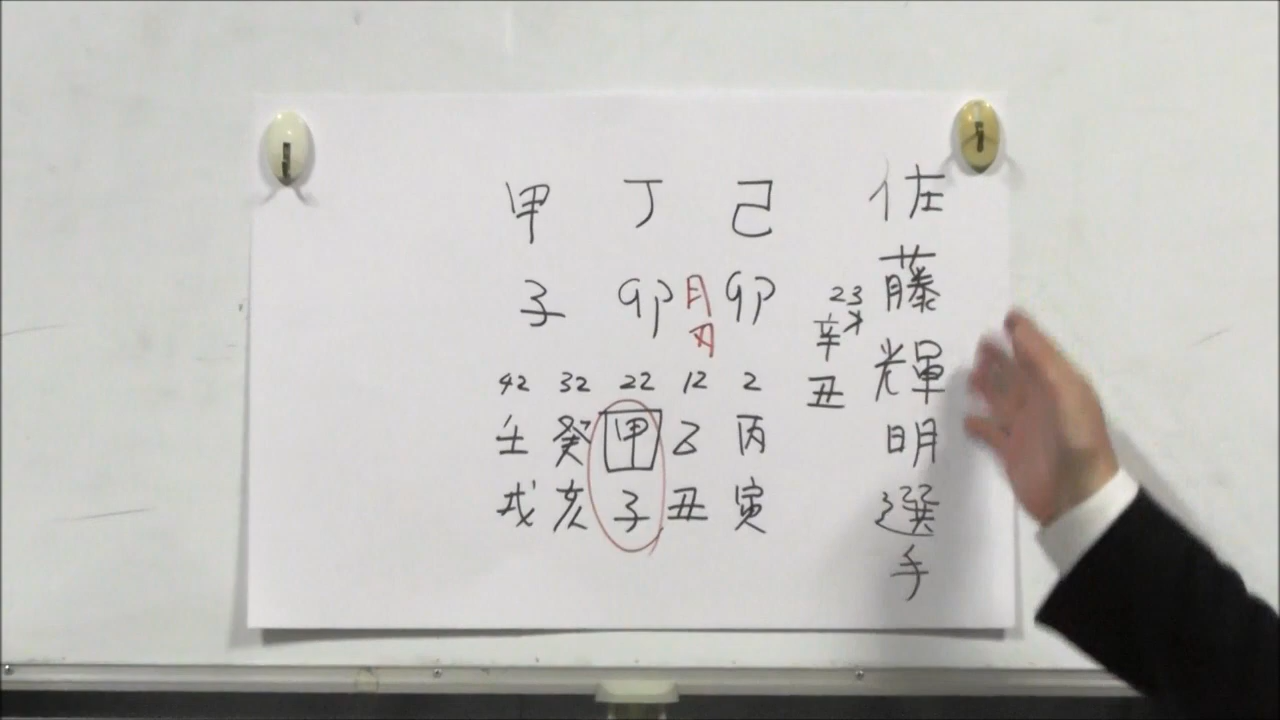 佐藤輝明選手
23才
辛丑
甲 丁 己
子 卯 卯
月刃
42 32 22 12 2
壬 癸 甲 乙 丙
戌 亥 子 丑 寅